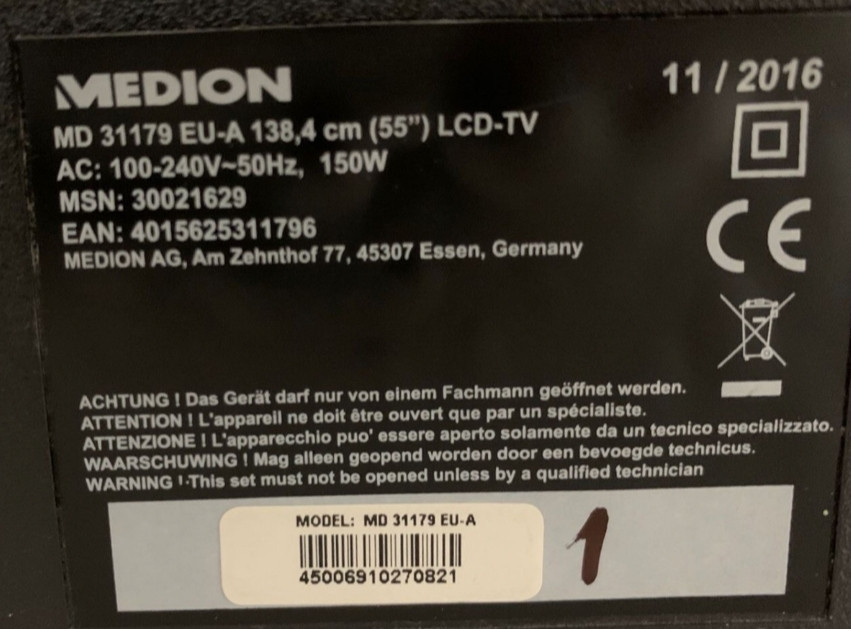 MEDION
11 / 2016
MD 31179 EU-A 138,4 cm (55") LCD-TV
AC: 100-240V~50Hz, 150W
MSN: 30021629
EAN: 4015625311796
MEDION AG, Am Zehnthof 77, 45307 Essen, Germany
CE
ACHTUNG ! Das Gerät darf nur von einem Fachmann geöffnet werden.
ATTENTION ! L'appareil ne doit être ouvert que par un spécialiste.
ATTENZIONE ! L'apparecchio puo' essere aperto solamente da un tecnico specializzato.
WAARSCHUWING ! Mag alleen geopend worden door een bevoegde technicus.
WARNING ! This set must not be opened unless by a qualified technician
MODEL: MD 31179 EU-A
45006910270821
1